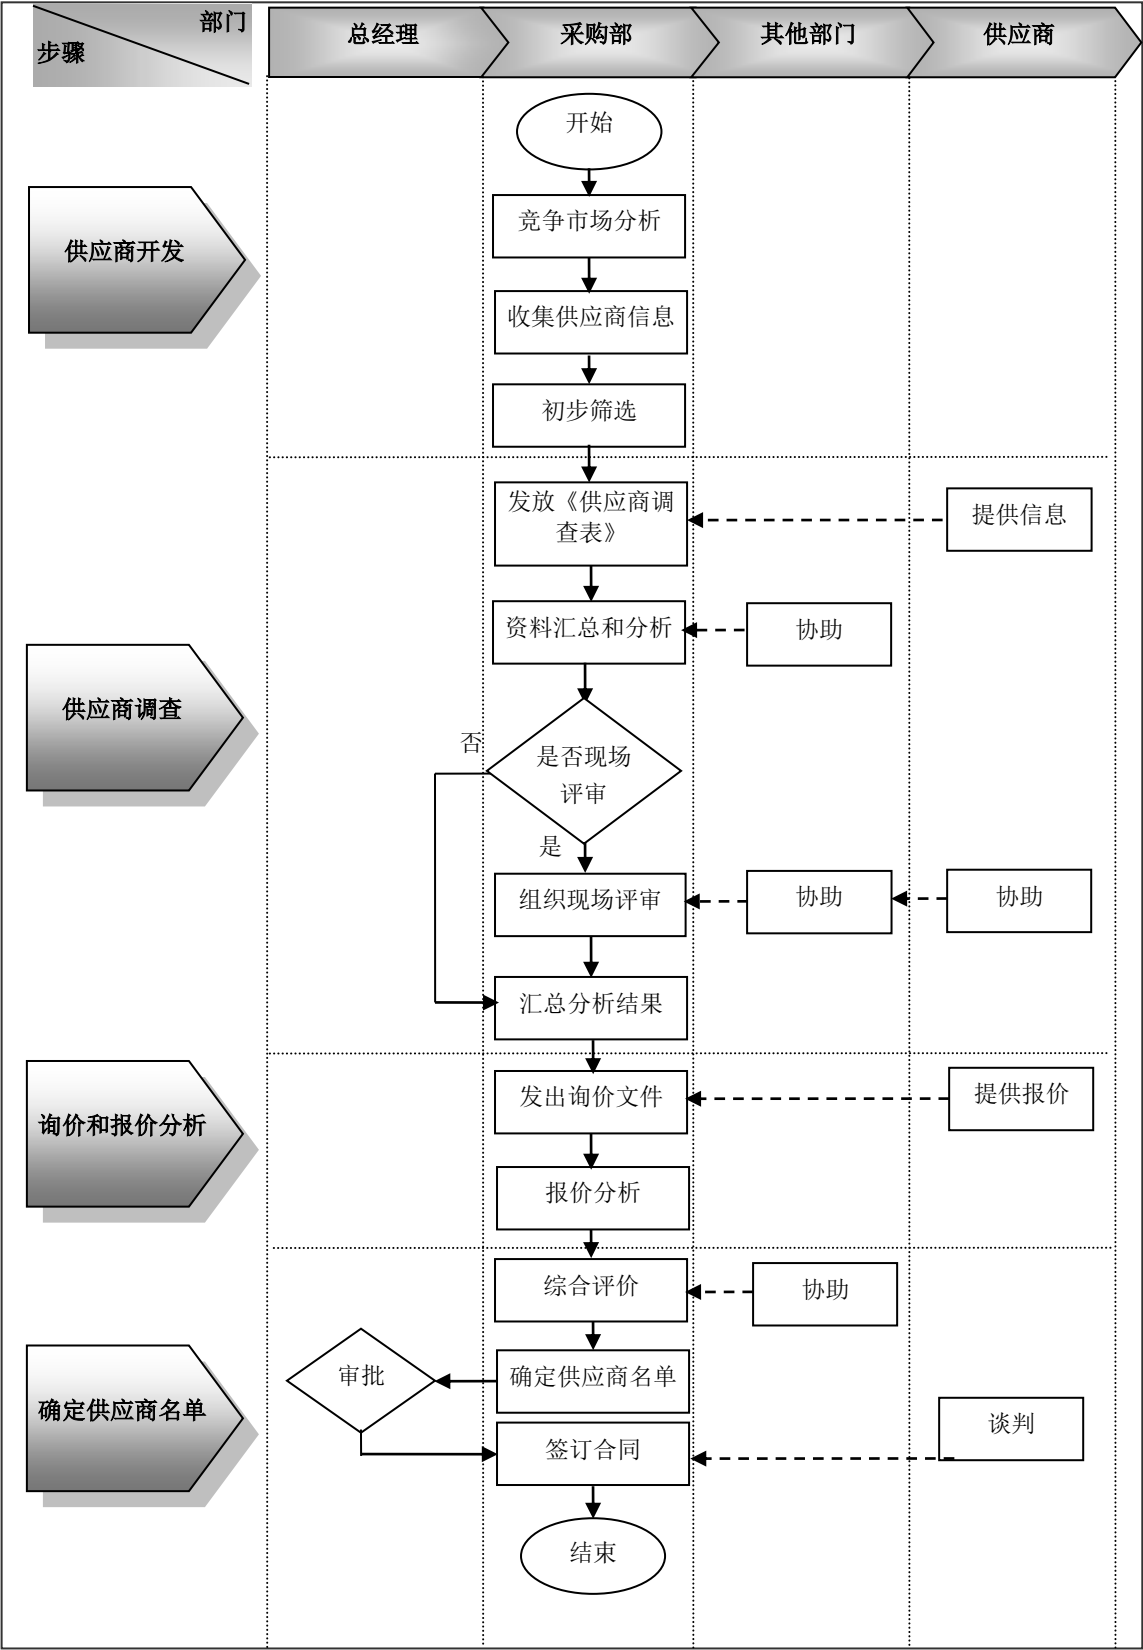 部门
步骤
总经理
采购部
其他部门
供应商
开始
竞争市场分析
供应商开发
收集供应商信息
初步筛选
发放《供应商调
查表》
提供信息
资料汇总和分析
协助
供应商调查
否
是否现场
评审
是
组织现场评审
协助
协助
汇总分析结果
发出询价文件
提供报价
询价和报价分析
报价分析
综合评价
协助
审批
确定供应商名单
确定供应商名单
谈判
签订合同
结束